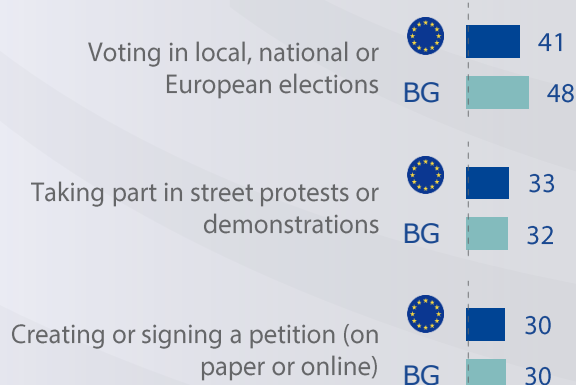 Voting in local, national or
European elections
41
BG 48
Taking part in street protests or
demonstrations
33
BG 32
Creating or signing a petition (on
paper or online)
30
BG 30